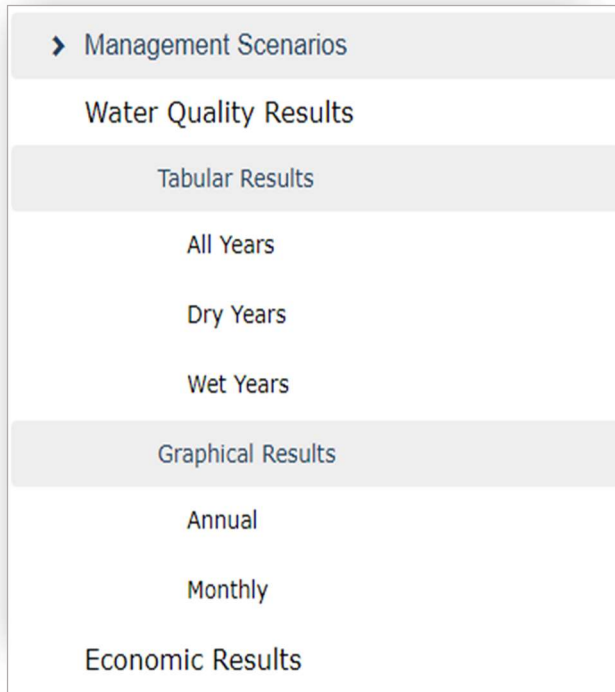 Management Scenarios
Water Quality Results
Tabular Results
All Years
Dry Years
Wet Years
Graphical Results
Annual
Monthly
Economic Results